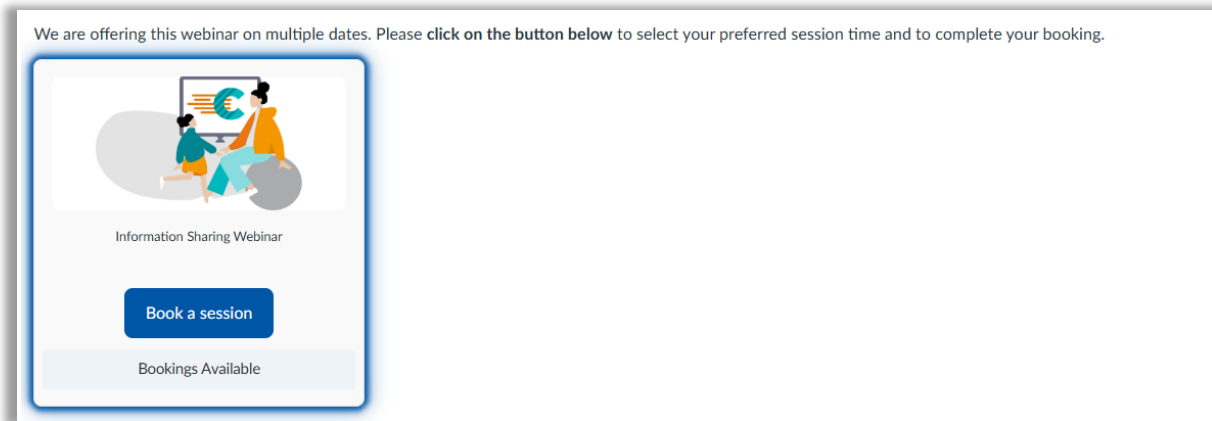 We are offering this webinar on multiple dates. Please click on the button below to select your preferred session time and to complete your booking.
Information Sharing Webinar
Book a session
Bookings Available